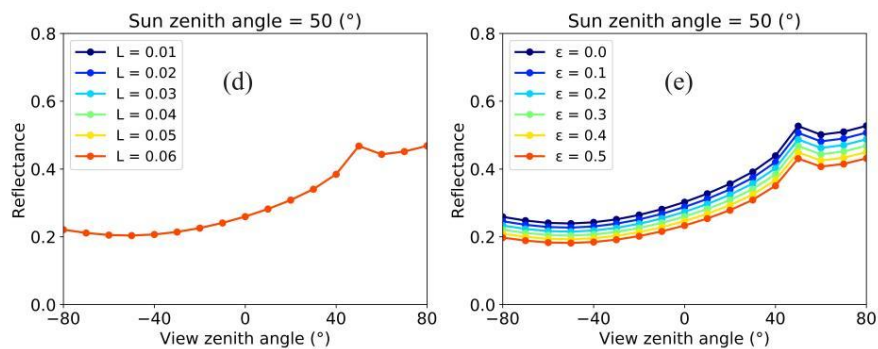 Sun zenith angle = 50 (°)
0.8
0.6
0.4
0.2
0.0
Reflectance
L = 0.01
L = 0.02
L = 0.03
L = 0.04
L = 0.05
L = 0.06
(d)
−80
−40
0
40
80
View zenith angle (°)
Sun zenith angle = 50 (°)
0.8
0.6
0.4
0.2
0.0
Reflectance
ε = 0.0
ε = 0.1
ε = 0.2
ε = 0.3
ε = 0.4
ε = 0.5
(e)
−80
−40
0
40
80
View zenith angle (°)